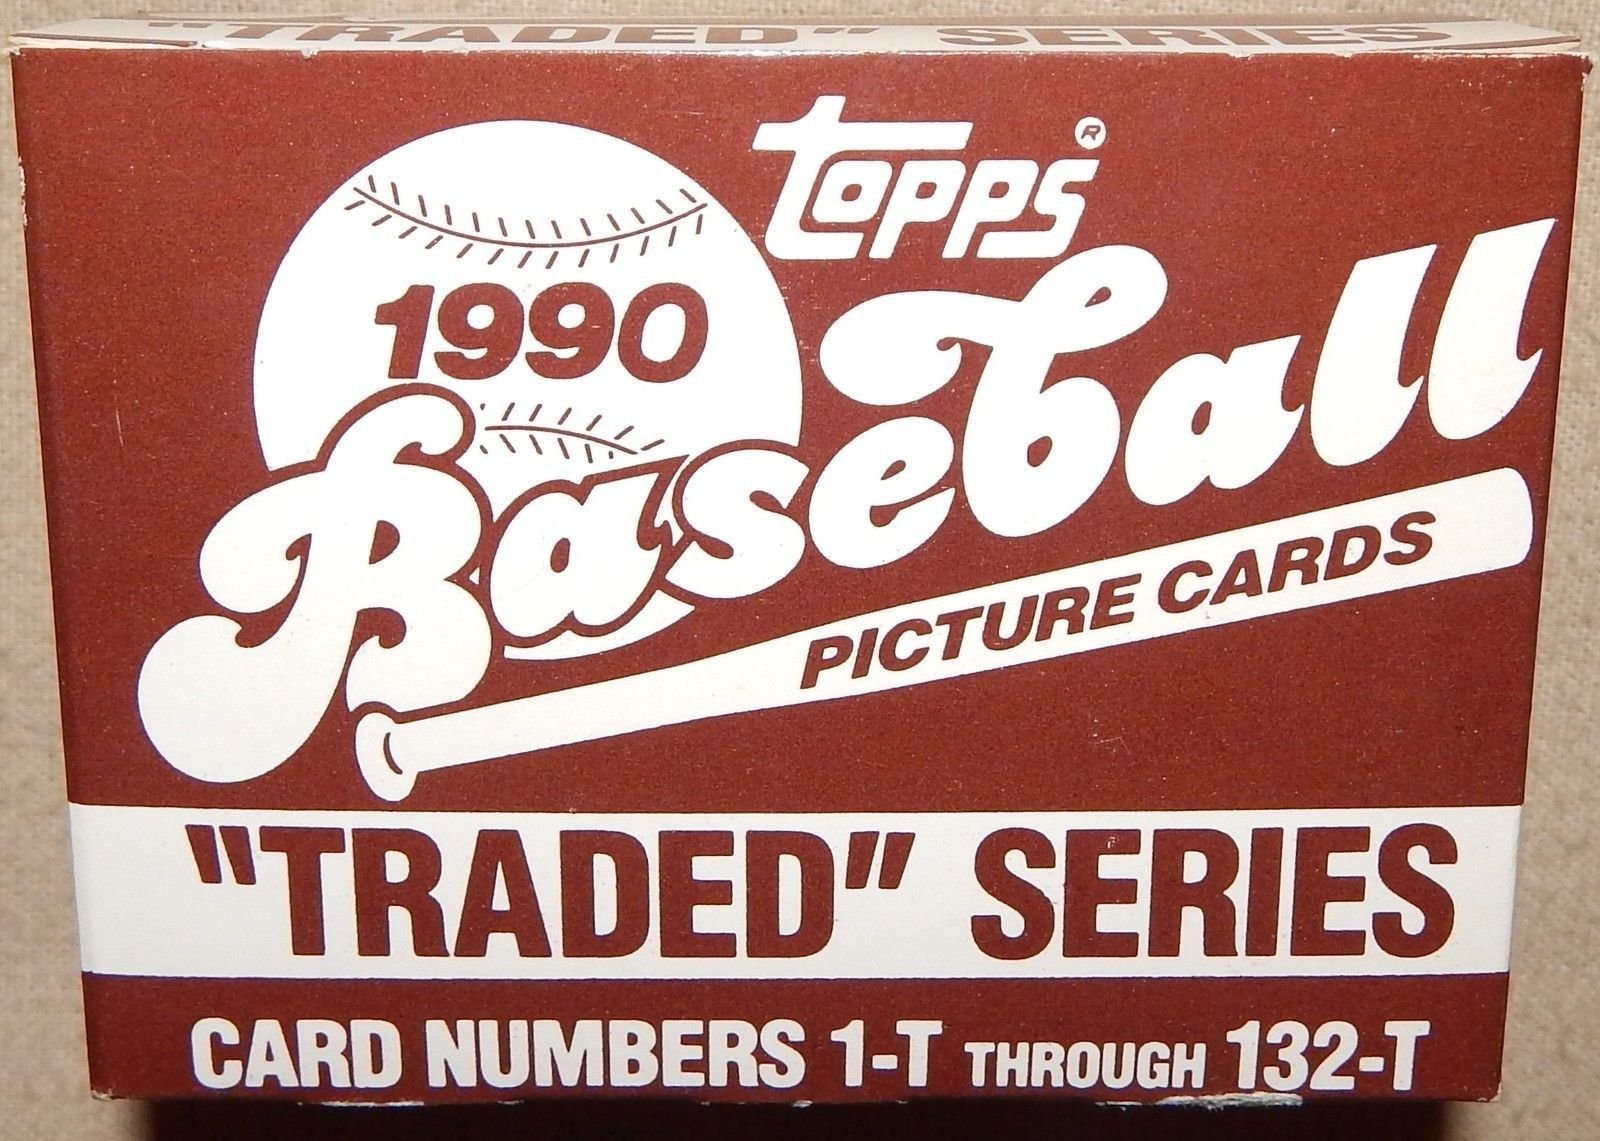 "TRADED" SERIES
topps®
1990
Baseball
PICTURE CARDS
"TRADED" SERIES
CARD NUMBERS 1-T THROUGH 132-T